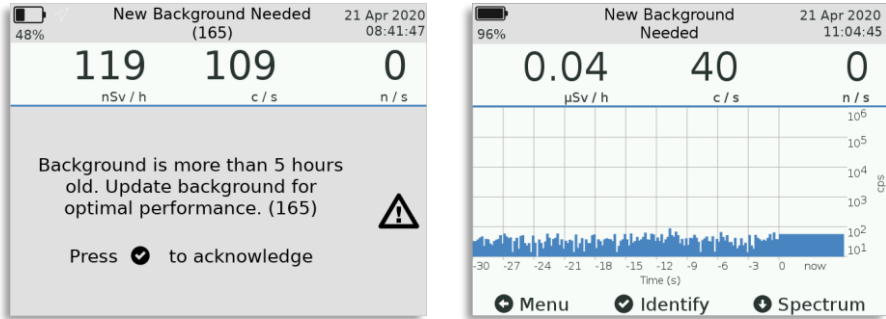 New Background Needed
(165)
21 Apr 2020
08:41:47
48%
119
109
0
nSv / h
c / s
n / s
Background is more than 5 hours
old. Update background for
optimal performance. (165)
Press
to acknowledge
New Background
Needed
21 Apr 2020
11:04:45
96%
0.04
40
0
µSv / h
c / s
n / s
10⁶
10⁵
10⁴
10³
10²
10¹
cps
-30 -27 -24 -21 -18 -15 -12 -9 -6 -3 0 now
Time (s)
Menu
Identify
Spectrum